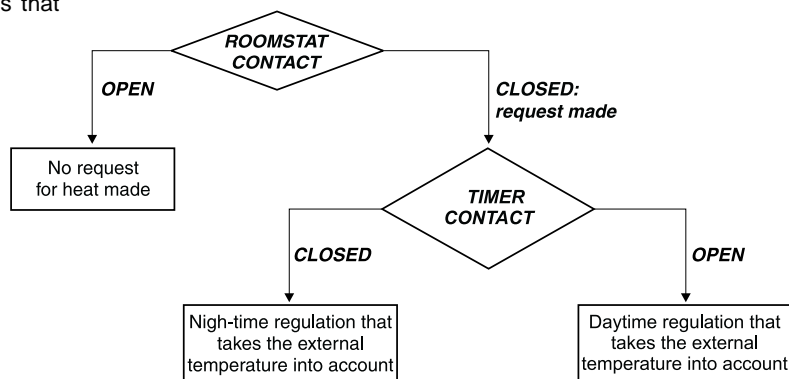 s that
ROOMSTAT
CONTACT
OPEN
CLOSED:
request made
No request
for heat made
TIMER
CONTACT
CLOSED
OPEN
Nigh-time regulation that
takes the external
temperature into account
Daytime regulation that
takes the external
temperature into account